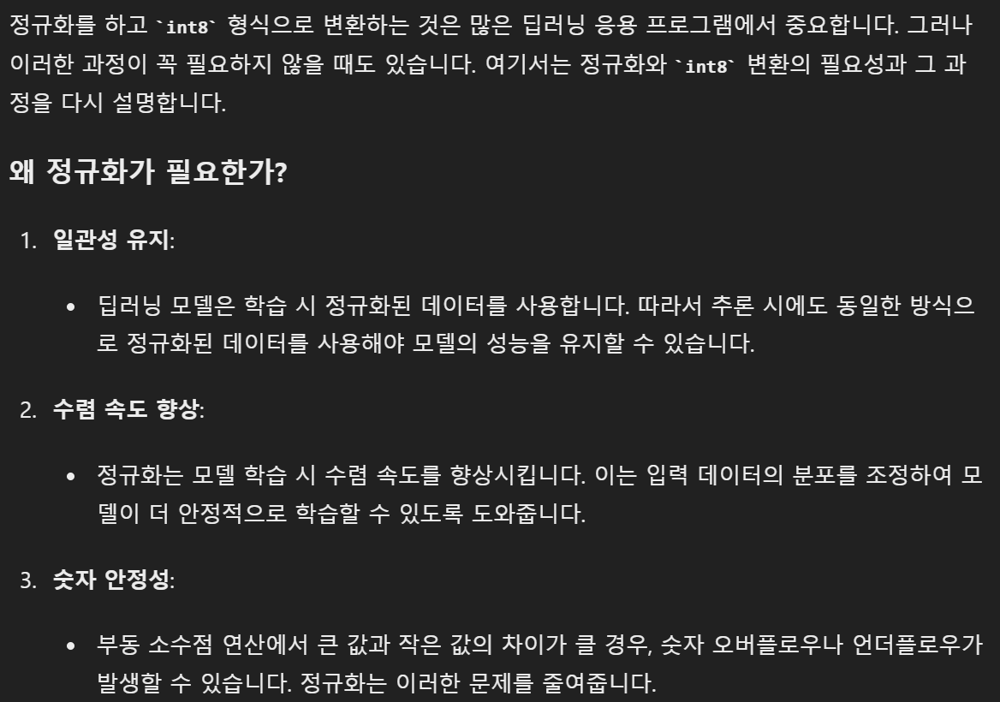 정규화를 하고 `int8` 형식으로 변환하는 것은 많은 딥러닝 응용 프로그램에서 중요합니다. 그러나
이러한 과정이 꼭 필요하지 않을 때도 있습니다. 여기서는 정규화와 `int8` 변환의 필요성과 그 과
정을 다시 설명합니다.
왜 정규화가 필요한가?
1. 일관성 유지:
• 딥러닝 모델은 학습 시 정규화된 데이터를 사용합니다. 따라서 추론 시에도 동일한 방식으
로 정규화된 데이터를 사용해야 모델의 성능을 유지할 수 있습니다.
2. 수렴 속도 향상:
• 정규화는 모델 학습 시 수렴 속도를 향상시킵니다. 이는 입력 데이터의 분포를 조정하여 모
델이 더 안정적으로 학습할 수 있도록 도와줍니다.
3. 숫자 안정성:
• 부동 소수점 연산에서 큰 값과 작은 값의 차이가 클 경우, 숫자 오버플로우나 언더플로우가
발생할 수 있습니다. 정규화는 이러한 문제를 줄여줍니다.